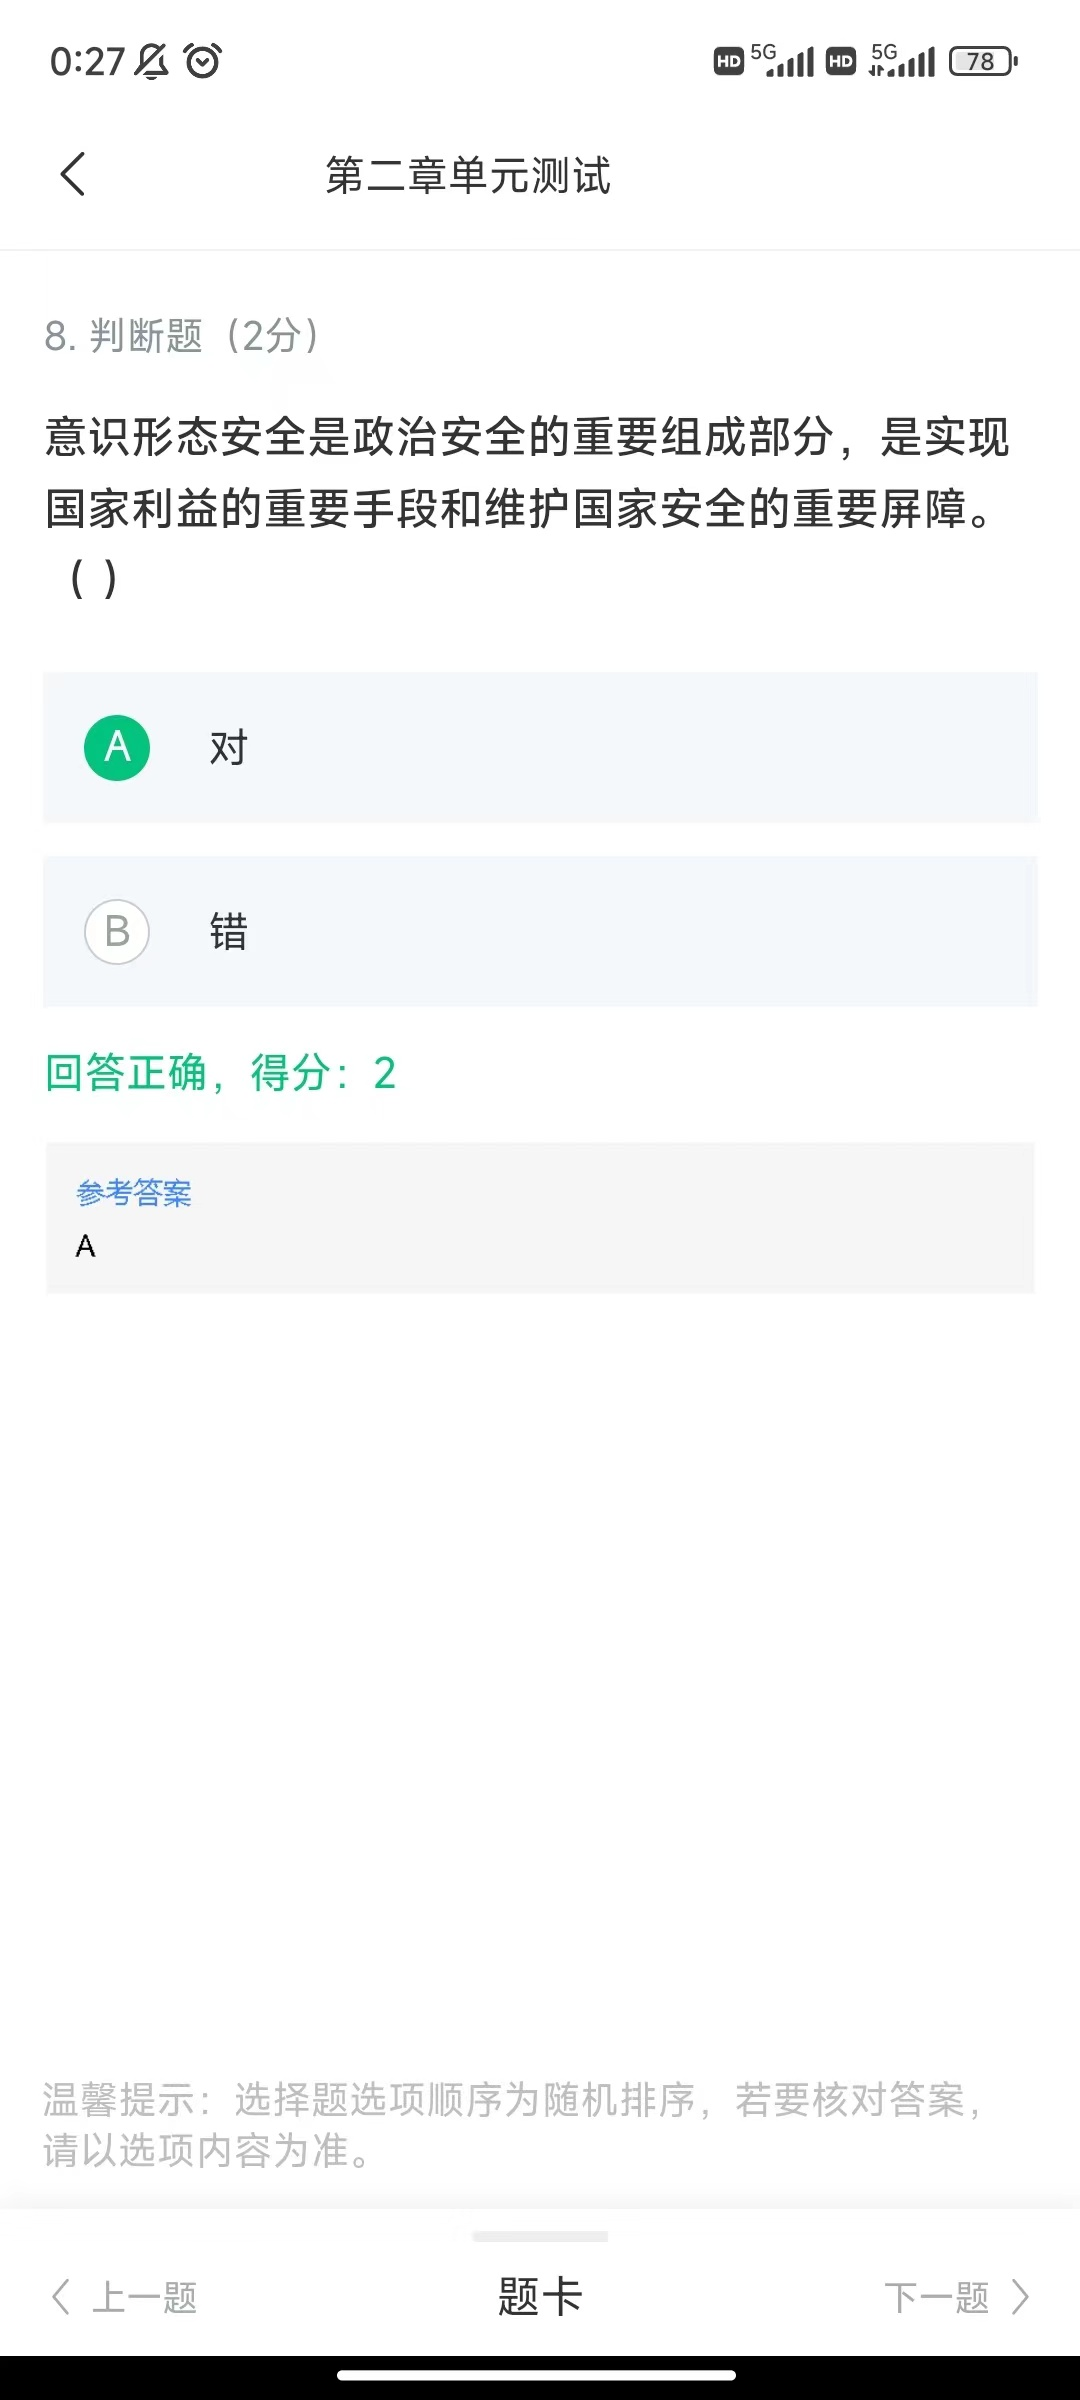 0:27 HD 5G HD 5G 78
第二章单元测试
8. 判断题（2分）
意识形态安全是政治安全的重要组成部分，是实现
国家利益的重要手段和维护国家安全的重要屏障。
（ ）
A 对
B 错
回答正确，得分：2
参考答案
A
温馨提示：选择题选项顺序为随机排序，若要核对答案，
请以选项内容为准。
上一题 题卡 下一题